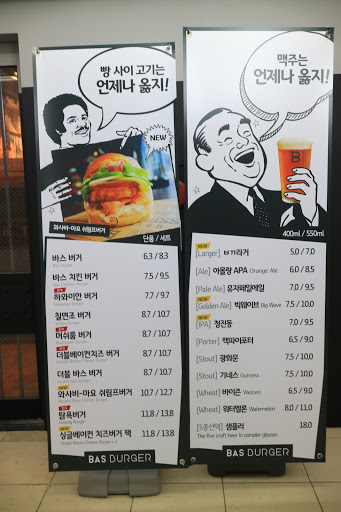 빵 사이 고기는
언제나 옳지!
NEW
와사비-마요 쉬림프버거
단품 / 세트
바스 버거 6.3 / 8.3
바스 치킨 버거 7.5 / 9.5
하와이안 버거 7.7 / 9.7
칠면조 버거 8.7 / 10.7
머쉬룸 버거 8.7 / 10.7
더블베이컨치즈 버거 8.7 / 10.7
더블 바스 버거 8.7 / 10.7
와사비-마요 쉬림프버거 10.7 / 12.7
탐욕버거 11.8 / 13.8
싱글베이컨 치즈버거 팩 11.8 / 13.8
BAS BURGER
맥주는
언제나 옳지!
B
400ml / 550ml
NEW
[Larger] ㅂㄲ라거 5.0 / 7.0
[Ale] 아몰랑 APA Orange Ale 6.0 / 8.5
[Pale Ale] 유자페일에일 7.5 / 9.5
NEW
[Golden Ale] 빅웨이브 Big Wave 7.5 / 10.0
NEW
[IPA] 청진동 7.0 / 9.5
[Porter] 맥파이포터 6.5 / 9.0
[Stout] 광화문 7.5 / 10.5
[Stout] 기네스 Guiness 7.5 / 10.0
[Wheat] 바이젠 Weizen 6.5 / 9.0
[Wheat] 워터멜론 Watermelon 8.0 / 11.0
[5종선택] 샘플러 18.0
The five craft beer in sampler glasses
BAS BURGER